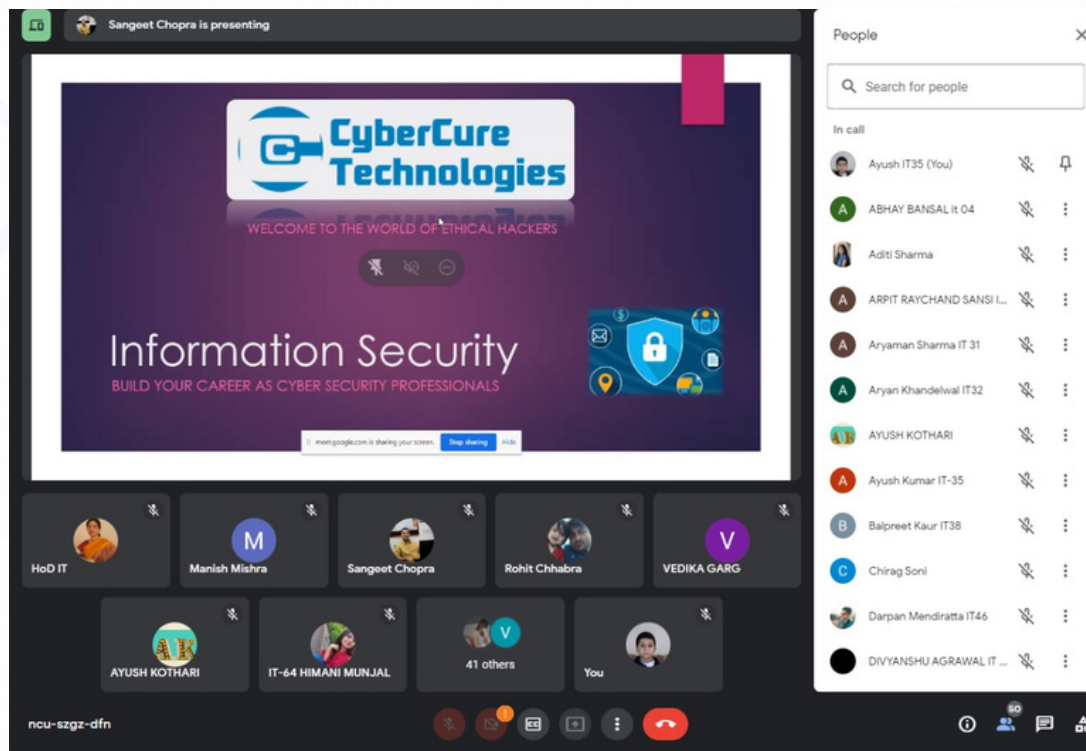 Sangeet Chopra is presenting
CyberCure
Technologies
WELCOME TO THE WORLD OF ETHICAL HACKERS
Information Security
BUILD YOUR CAREER AS CYBER SECURITY PROFESSIONALS
meet.google.com is sharing your screen. Stop sharing Hide
HoD IT
M
Manish Mishra
Sangeet Chopra
Rohit Chhabra
V
VEDIKA GARG
AK
AYUSH KOTHARI
IT-64 HIMANI MUNJAL
V
41 others
You
ncu-szgz-dfn
CC
50
People
Search for people
In call
Ayush IT35 (You)
A ABHAY BANSAL it 04
Aditi Sharma
A ARPIT RAYCHAND SANSI I...
A Aryaman Sharma IT 31
A Aryan Khandelwal IT32
AK AYUSH KOTHARI
A Ayush Kumar IT-35
B Balpreet Kaur IT38
C Chirag Soni
Darpan Mendiratta IT46
DIVYANSHU AGRAWAL IT ...